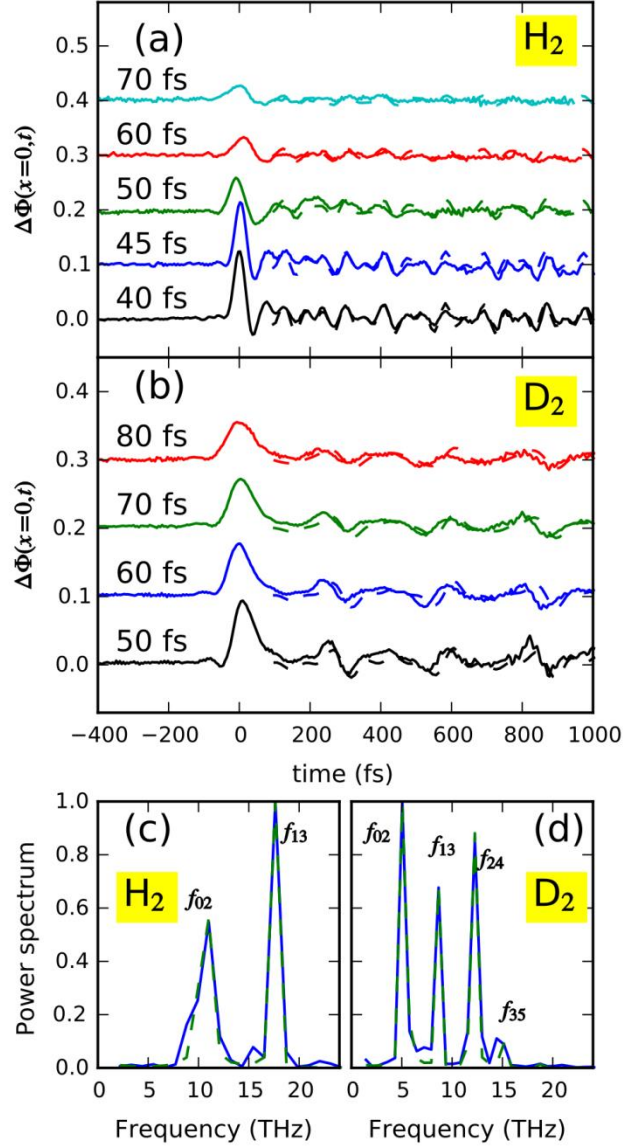 (a)
H2
70 fs
60 fs
50 fs
45 fs
40 fs
0.5
0.4
0.3
0.2
0.1
0.0
ΔΦ(x=0,t)
(b)
D2
80 fs
70 fs
60 fs
50 fs
0.4
0.3
0.2
0.1
0.0
ΔΦ(x=0,t)
−400 −200 0 200 400 600 800 1000
time (fs)
(c)
H2
f02
f13
1.0
0.8
0.6
0.4
0.2
0.0
Power spectrum
0 5 10 15 20
Frequency (THz)
(d)
D2
f02
f13
f24
f35
0 5 10 15 20
Frequency (THz)